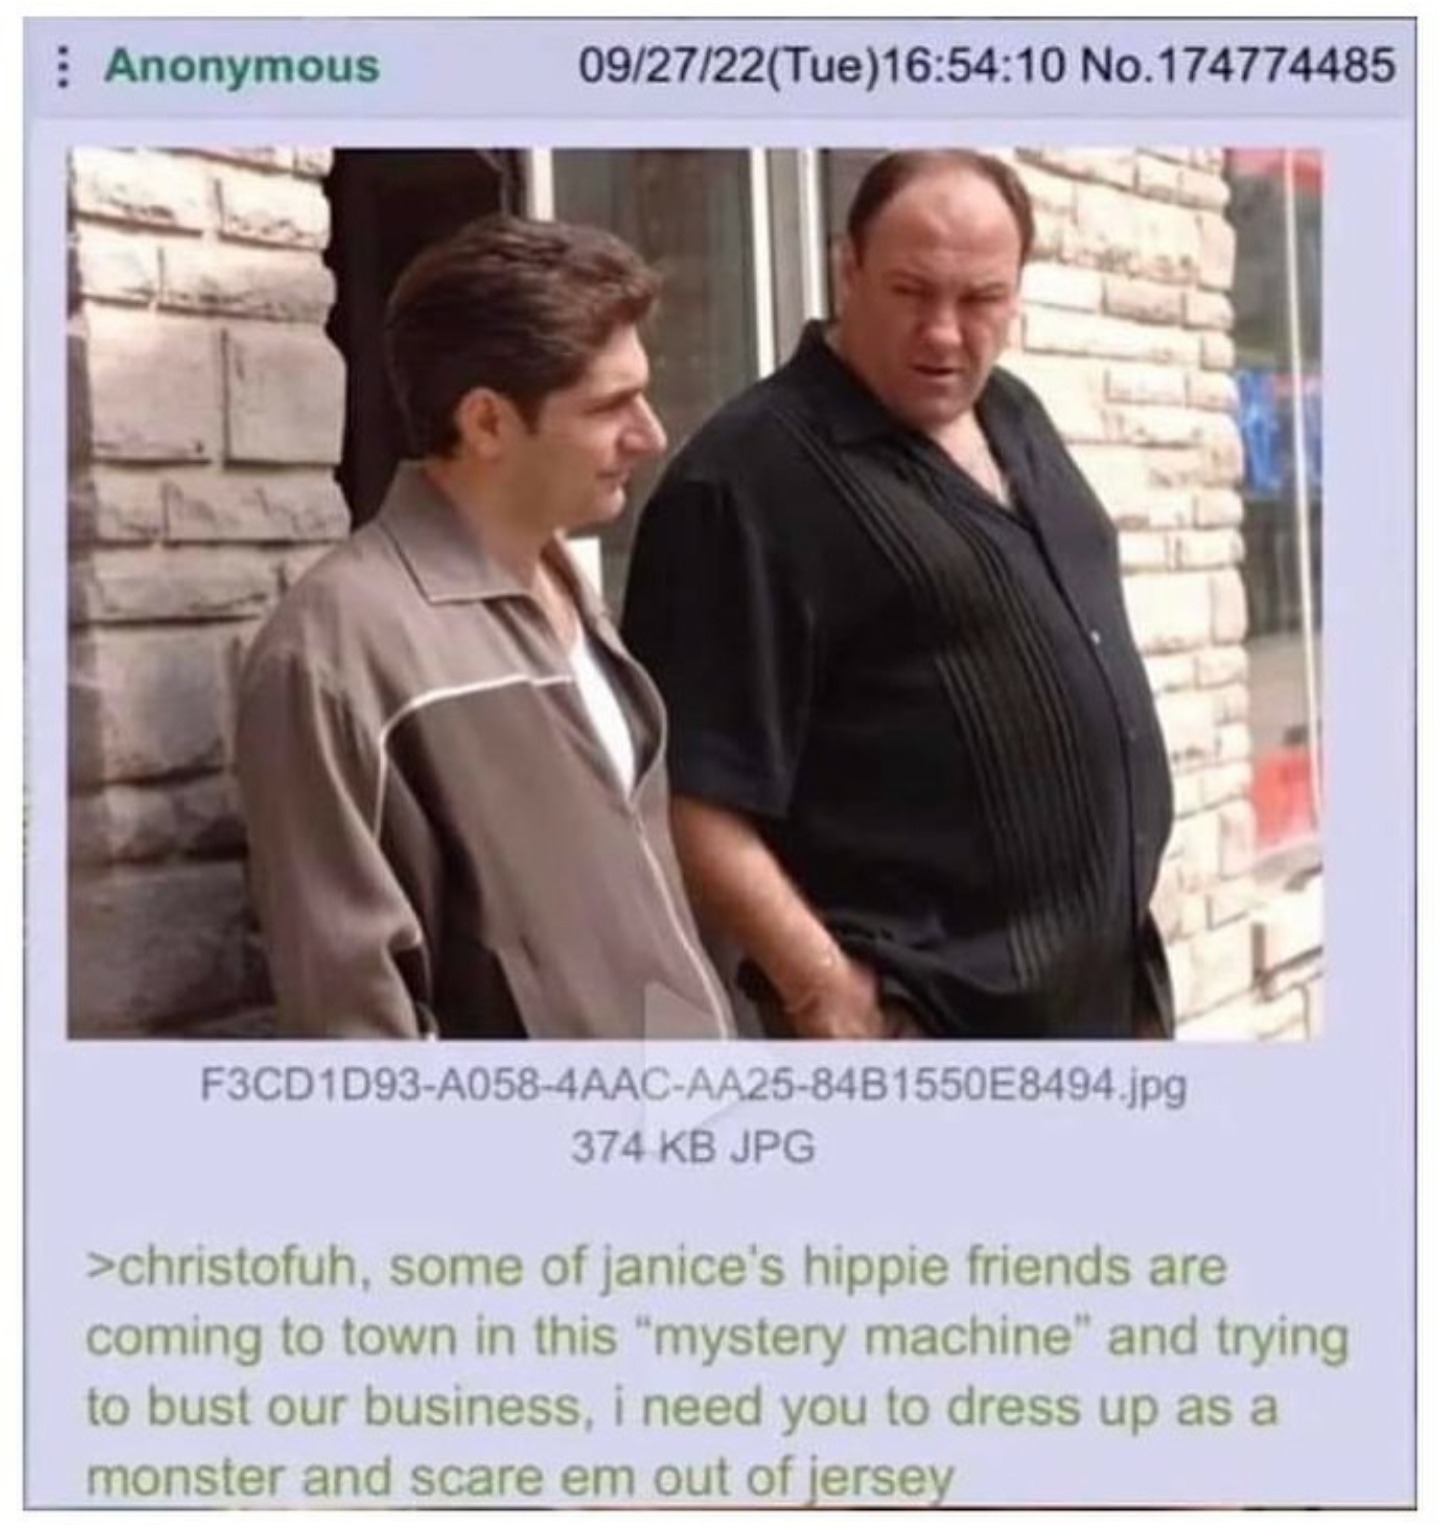 Anonymous 09/27/22(Tue)16:54:10 No.174774485
F3CD1D93-A058-4AAC-AA25-84B1550E8494.jpg
374 KB JPG
>christofuh, some of janice's hippie friends are
coming to town in this “mystery machine” and trying
to bust our business, i need you to dress up as a
monster and scare em out of jersey